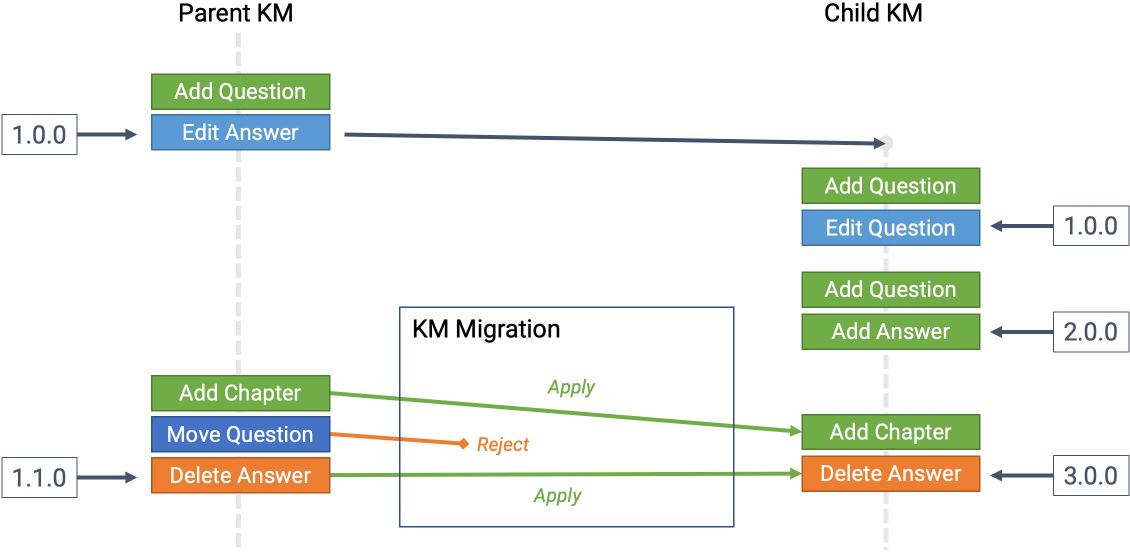 Parent KM
Child KM
Add Question
1.0.0
Edit Answer
Add Question
Edit Question
1.0.0
Add Question
KM Migration
Add Answer
2.0.0
Add Chapter
Apply
Add Chapter
Move Question
Reject
1.1.0
Delete Answer
Apply
Delete Answer
3.0.0